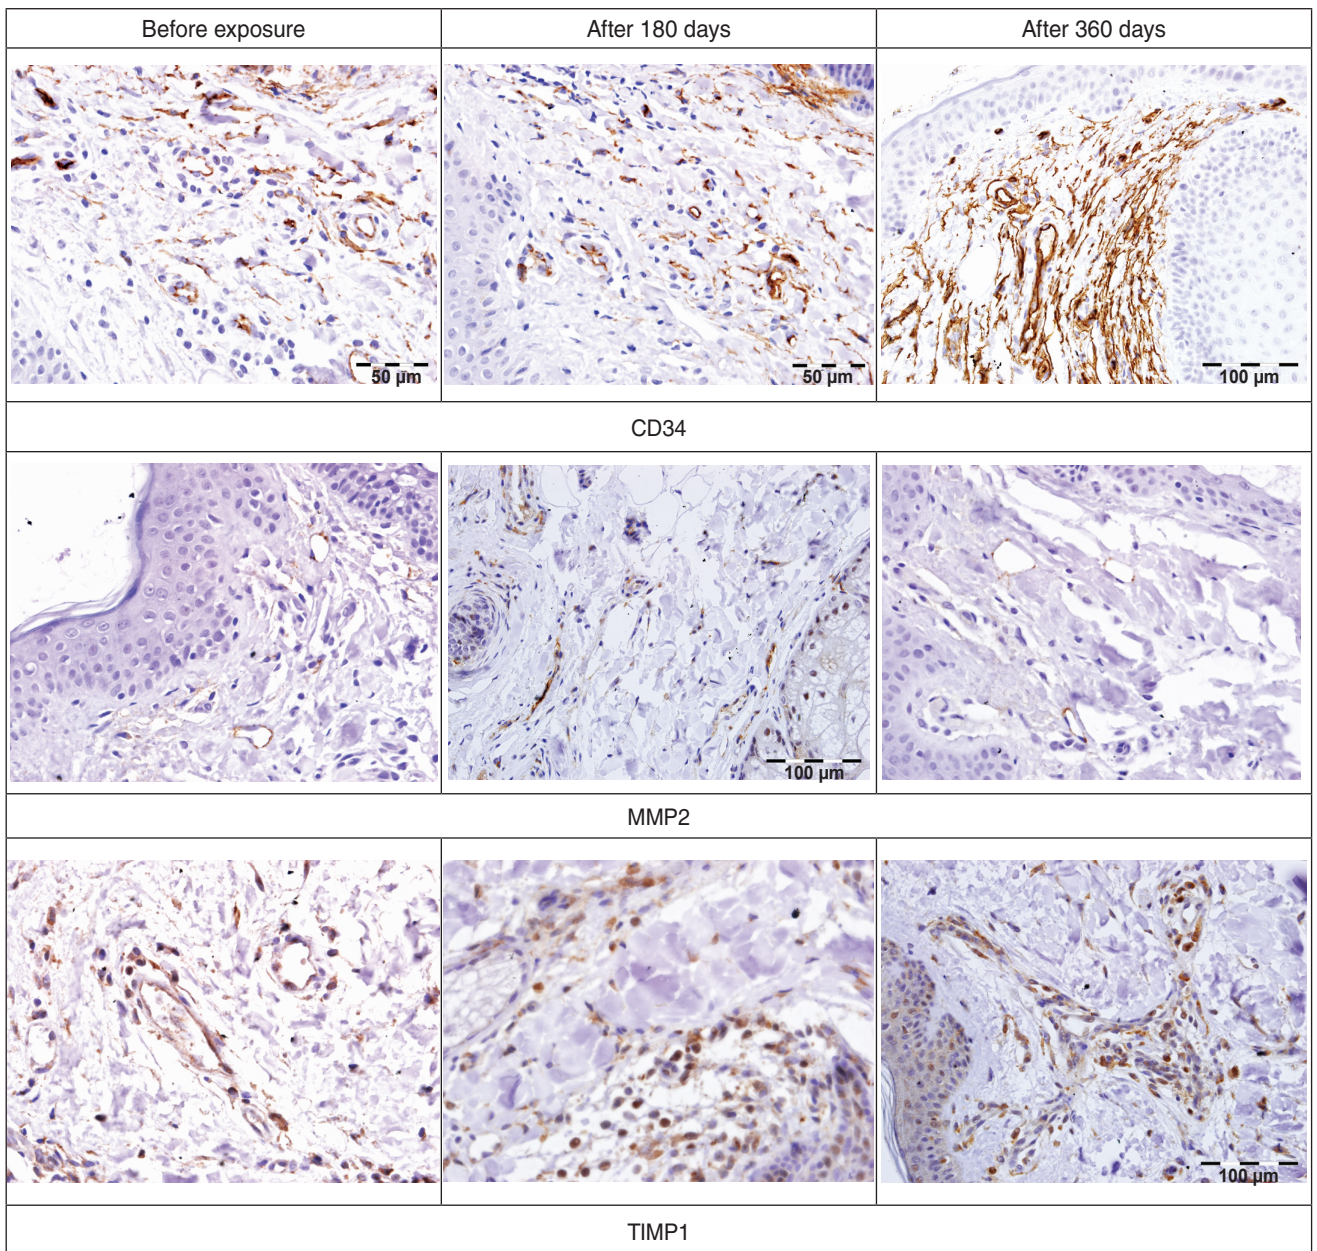 Before exposure
After 180 days
After 360 days
50 µm
50 µm
100 µm
CD34
100 µm
MMP2
100 µm
TIMP1